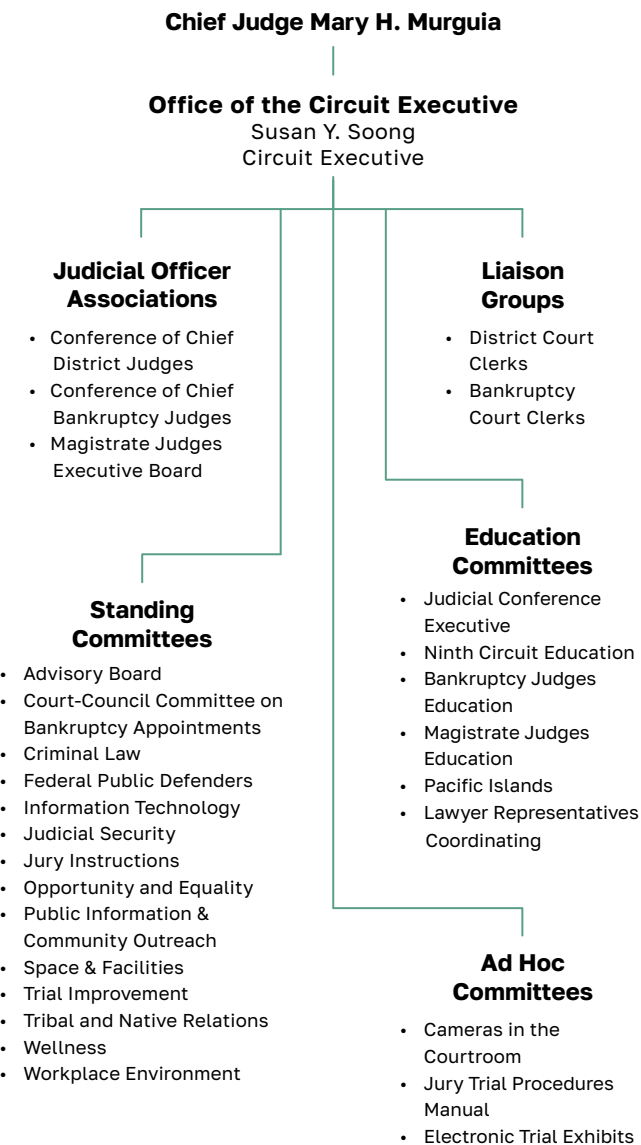 Chief Judge Mary H. Murguia
Office of the Circuit Executive
Susan Y. Soong
Circuit Executive
Judicial Officer
Associations
• Conference of Chief
District Judges
• Conference of Chief
Bankruptcy Judges
• Magistrate Judges
Executive Board
Liaison
Groups
• District Court
Clerks
• Bankruptcy
Court Clerks
Standing
Committees
• Advisory Board
• Court-Council Committee on
Bankruptcy Appointments
• Criminal Law
• Federal Public Defenders
• Information Technology
• Judicial Security
• Jury Instructions
• Opportunity and Equality
• Public Information &
Community Outreach
• Space & Facilities
• Trial Improvement
• Tribal and Native Relations
• Wellness
• Workplace Environment
Education
Committees
• Judicial Conference
Executive
• Ninth Circuit Education
• Bankruptcy Judges
Education
• Magistrate Judges
Education
• Pacific Islands
• Lawyer Representatives
Coordinating
Ad Hoc
Committees
• Cameras in the
Courtroom
• Jury Trial Procedures
Manual
• Electronic Trial Exhibits